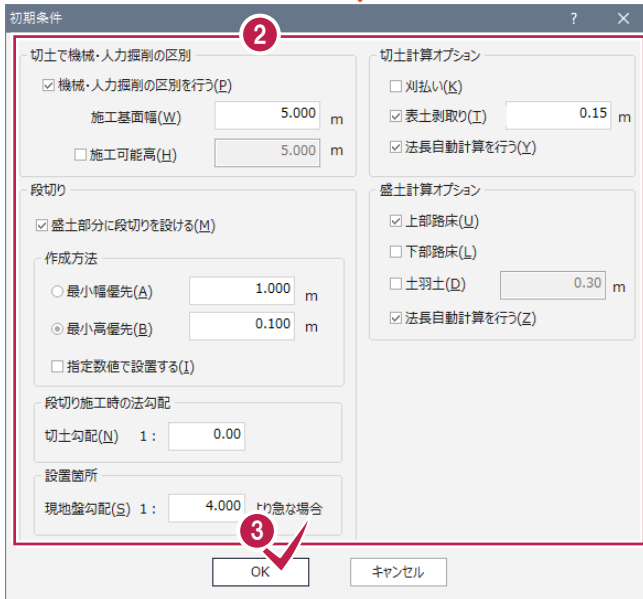 初期条件
?
×
2
切土で機械・人力掘削の区別
機械・人力掘削の区別を行う(P)
施工基面幅(W) 5.000 m
施工可能高(H) 5.000 m
段切り
盛土部分に段切りを設ける(M)
作成方法
最小幅優先(A) 1.000 m
最小高優先(B) 0.100 m
指定数値で設置する(I)
段切り施工時の法勾配
切土勾配(N) 1: 0.00
設置箇所
現地盤勾配(S) 1: 4.000 より急な場合
切土計算オプション
刈払い(K)
表土剥取り(T) 0.15 m
法長自動計算を行う(Y)
盛土計算オプション
上部路床(U)
下部路床(L)
土羽土(D) 0.30 m
法長自動計算を行う(Z)
3
OK
キャンセル